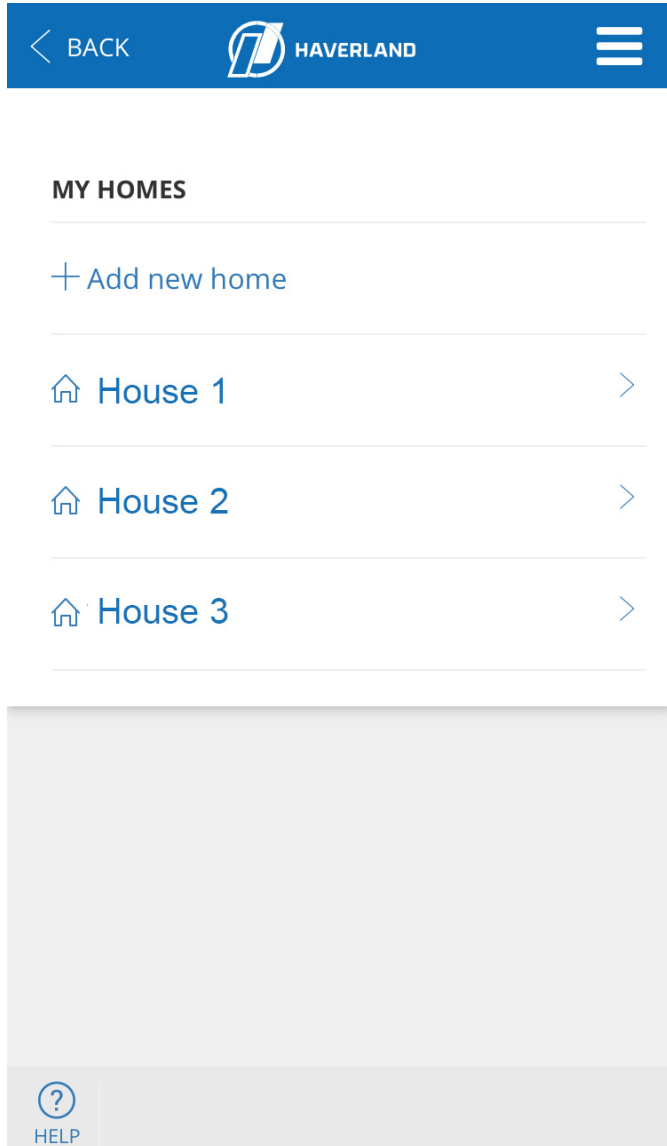 BACK
HAVERLAND
MY HOMES
Add new home
House 1
House 2
House 3
?
HELP